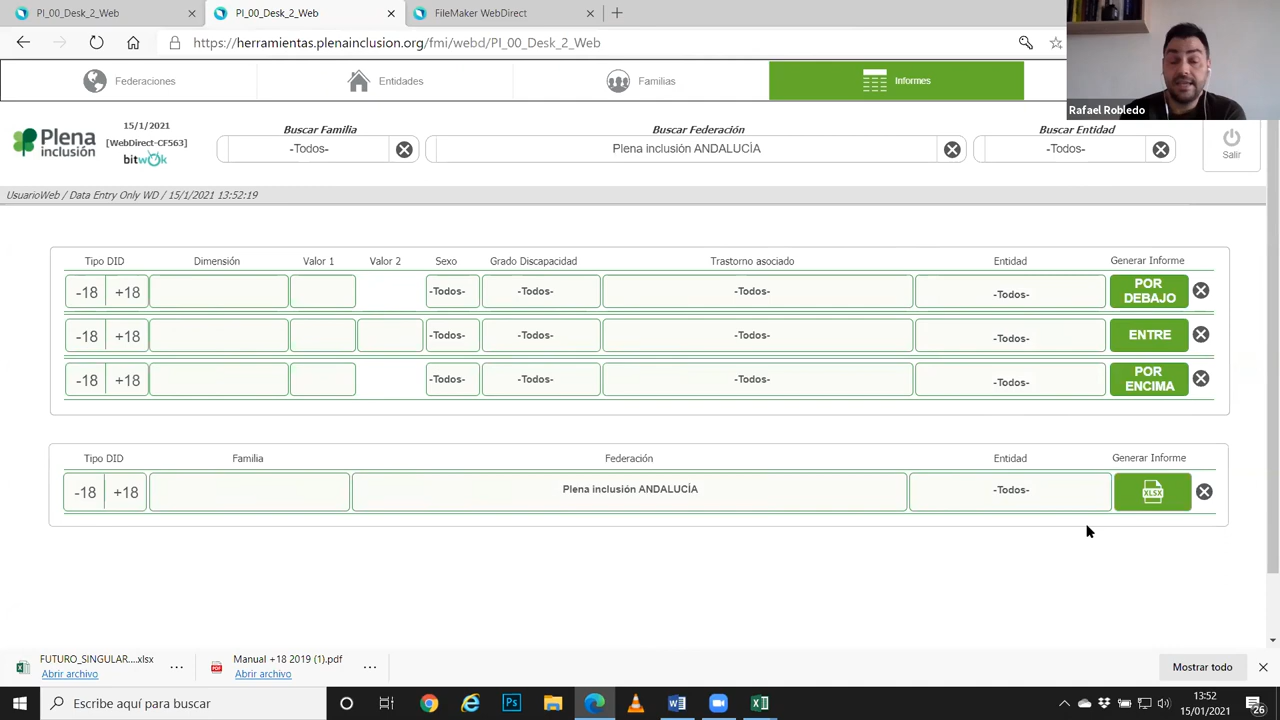 PI_00_Desk_2_Web
PI_00_Desk_2_Web
FileMaker WebDirect
https://herramientas.plenainclusion.org/fmi/webd/PI_00_Desk_2_Web
Federaciones
Entidades
Familias
Informes
Rafael Robledo
Plena
inclusión
15/1/2021
[WebDirect-CF563]
bitwok
Buscar Familia
-Todos-
Buscar Federación
Plena inclusión ANDALUCÍA
Buscar Entidad
-Todos-
Salir
UsuarioWeb / Data Entry Only WD / 15/1/2021 13:52:19
Tipo DID Dimensión Valor 1 Valor 2 Sexo Grado Discapacidad Trastorno asociado Entidad Generar Informe
-18 +18 -Todos- -Todos- -Todos- -Todos- POR DEBAJO
-18 +18 -Todos- -Todos- -Todos- -Todos- ENTRE
-18 +18 -Todos- -Todos- -Todos- -Todos- POR ENCIMA
Tipo DID Familia Federación Entidad Generar Informe
-18 +18 Plena inclusión ANDALUCÍA -Todos- XLSX
FUTURO_SINGULAR....xlsx
Abrir archivo
Manual +18 2019 (1).pdf
Abrir archivo
Mostrar todo
Escribe aquí para buscar
13:52
15/01/2021
26